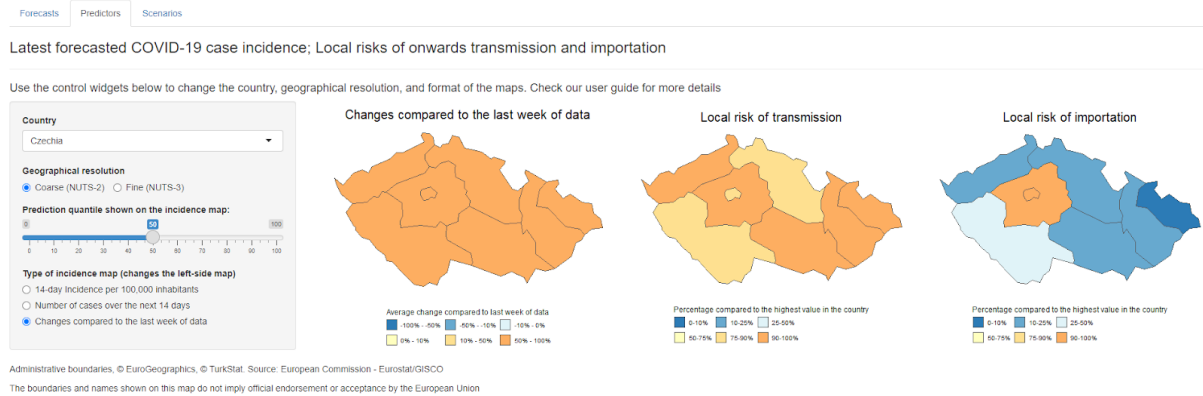 Forecasts Predictors Scenarios
Latest forecasted COVID-19 case incidence; Local risks of onwards transmission and importation
Use the control widgets below to change the country, geographical resolution, and format of the maps. Check our user guide for more details
Country
Czechia
Geographical resolution
Coarse (NUTS-2) Fine (NUTS-3)
Prediction quantile shown on the incidence map:
0 50 100
0 10 20 30 40 50 60 70 80 90 100
Type of incidence map (changes the left-side map)
14-day Incidence per 100,000 inhabitants
Number of cases over the next 14 days
Changes compared to the last week of data
Changes compared to the last week of data
Average change compared to last week of data
-100% - -50% -50% - -10% -10% - 0%
0% - 10% 10% - 50% 50% - 100%
Local risk of transmission
Percentage compared to the highest value in the country
0-10% 10-25% 25-50%
50-75% 75-90% 90-100%
Local risk of importation
Percentage compared to the highest value in the country
0-10% 10-25% 25-50%
50-75% 75-90% 90-100%
Administrative boundaries, © EuroGeographics, © TurkStat. Source: European Commission - Eurostat/GISCO
The boundaries and names shown on this map do not imply official endorsement or acceptance by the European Union